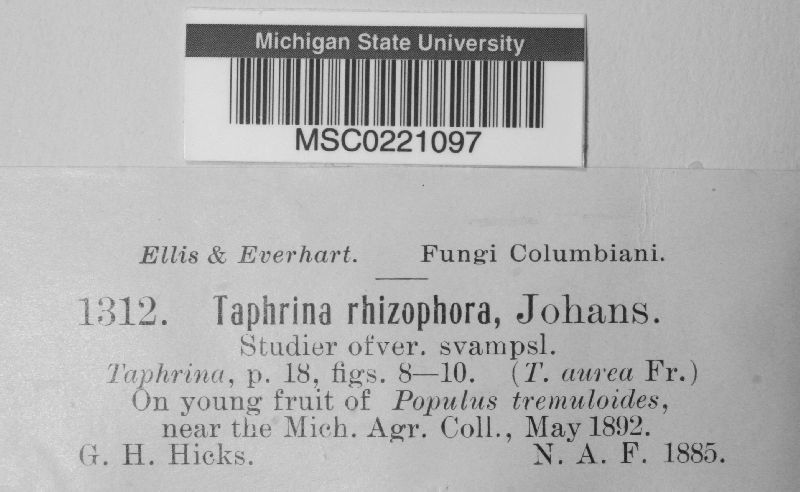 Michigan State University
MSC0221097
Ellis & Everhart. Fungi Columbiani.
1312. Taphrina rhizophora, Johans.
Studier ofver. svampsl.
Taphrina, p. 18, figs. 8—10. (T. aurea Fr.)
On young fruit of Populus tremuloides,
near the Mich. Agr. Coll., May 1892.
G. H. Hicks. N. A. F. 1885.